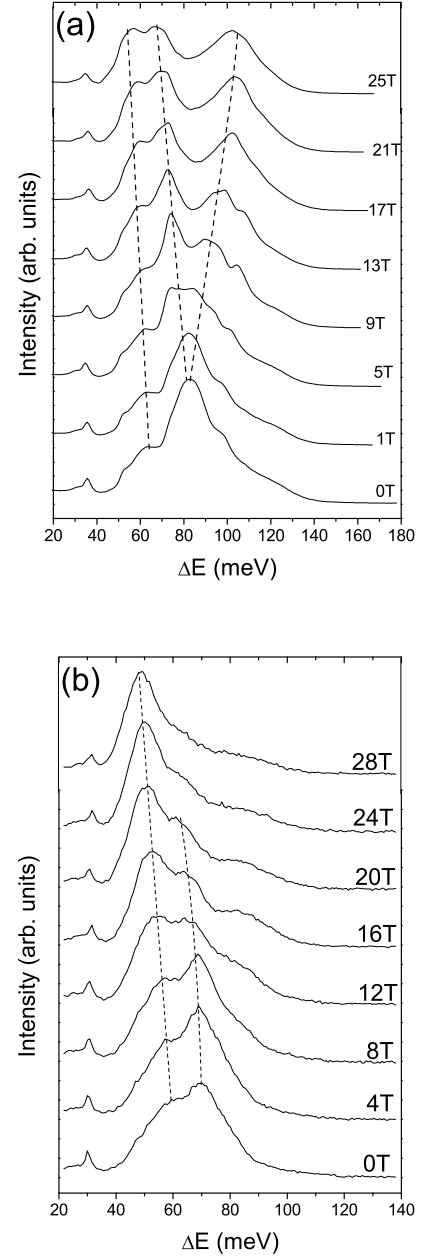 (a)
Intensity (arb. units)
25T
21T
17T
13T
9T
5T
1T
0T
20 40 60 80 100 120 140 160 180
ΔE (meV)
(b)
Intensity (arb. units)
28T
24T
20T
16T
12T
8T
4T
0T
20 40 60 80 100 120 140
ΔE (meV)